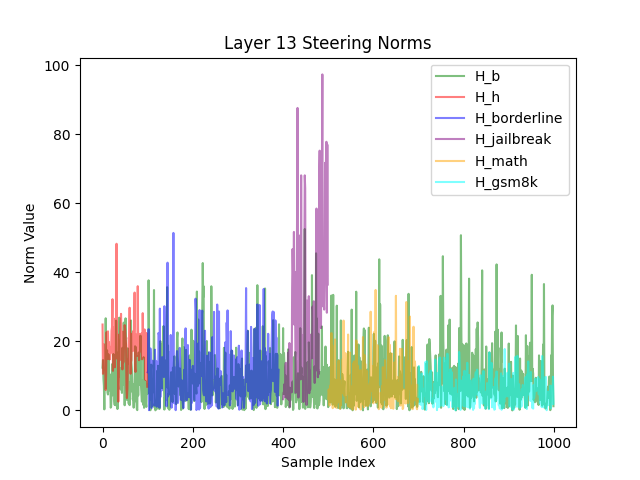 Layer 13 Steering Norms
100
80
60
40
20
0
Norm Value
H_b
H_h
H_borderline
H_jailbreak
H_math
H_gsm8k
0 200 400 600 800 1000
Sample Index